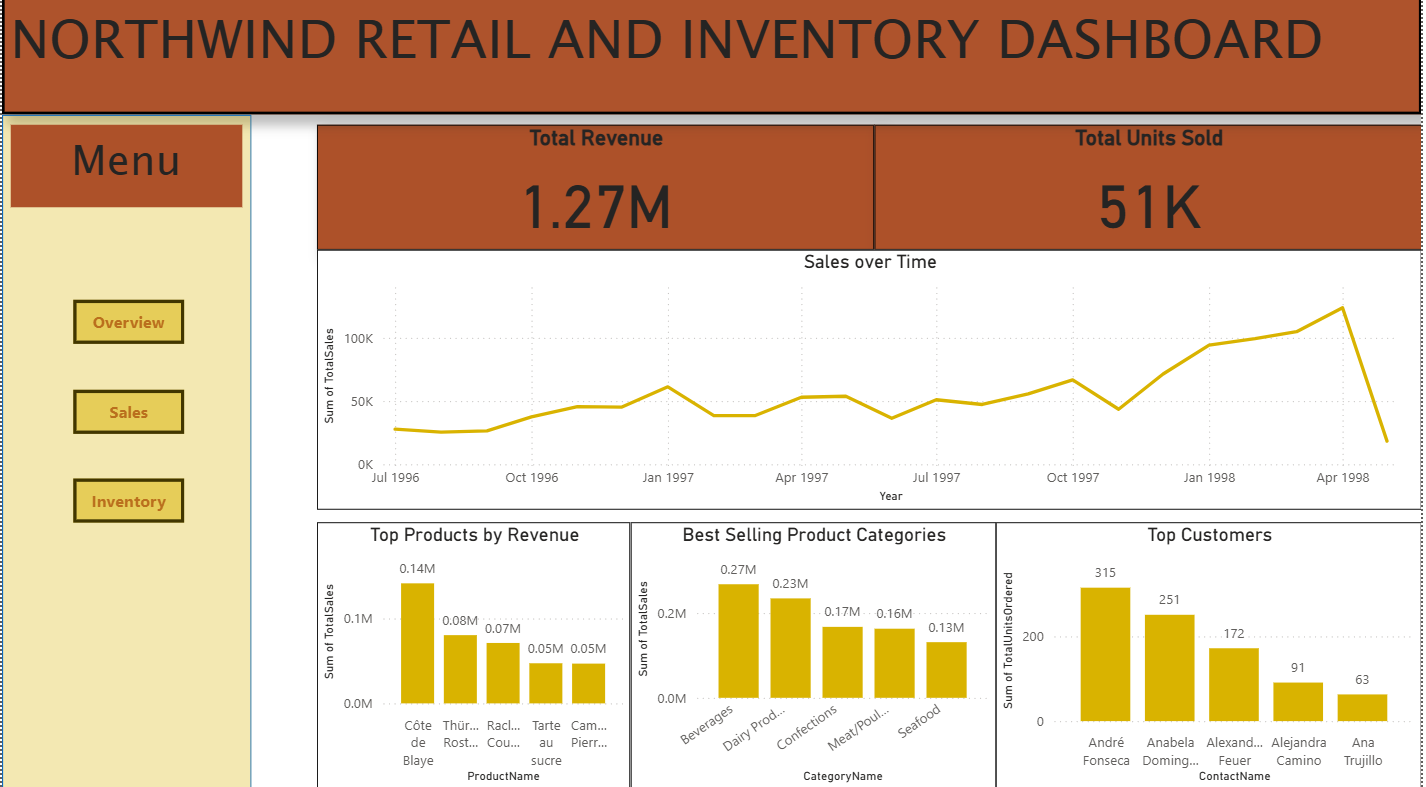 NORTHWIND RETAIL AND INVENTORY DASHBOARD
Menu
Overview
Sales
Inventory
Total Revenue
1.27M
Total Units Sold
51K
Sales over Time
Sum of TotalSales
100K
50K
0K
Jul 1996 Oct 1996 Jan 1997 Apr 1997 Jul 1997 Oct 1997 Jan 1998 Apr 1998
Year
Top Products by Revenue
Sum of TotalSales
0.1M
0.0M
0.14M
0.08M
0.07M
0.05M
0.05M
Côte
de
Blaye
Thür...
Rost...
Racl...
Cou...
Tarte
au
sucre
Cam...
Pierr...
ProductName
Best Selling Product Categories
Sum of TotalSales
0.2M
0.0M
0.27M
0.23M
0.17M
0.16M
0.13M
Beverages
Dairy Prod...
Confections
Meat/Poul...
Seafood
CategoryName
Top Customers
Sum of TotalUnitsOrdered
200
0
315
251
172
91
63
André
Fonseca
Anabela
Doming...
Alexand...
Feuer
Alejandra
Camino
Ana
Trujillo
ContactName